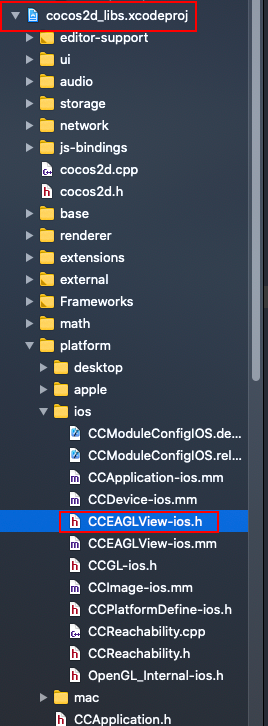 cocos2d_libs.xcodeproj
editor-support
ui
audio
storage
network
js-bindings
cocos2d.cpp
cocos2d.h
base
renderer
extensions
external
Frameworks
math
platform
desktop
apple
ios
CCModuleConfigIOS.de...
CCModuleConfigIOS.rel...
CCApplication-ios.mm
CCDevice-ios.mm
CCEAGLView-ios.h
CCEAGLView-ios.mm
CCGL-ios.h
CCImage-ios.mm
CCPlatformDefine-ios.h
CCReachability.cpp
CCReachability.h
OpenGL_Internal-ios.h
mac
CCApplication.h